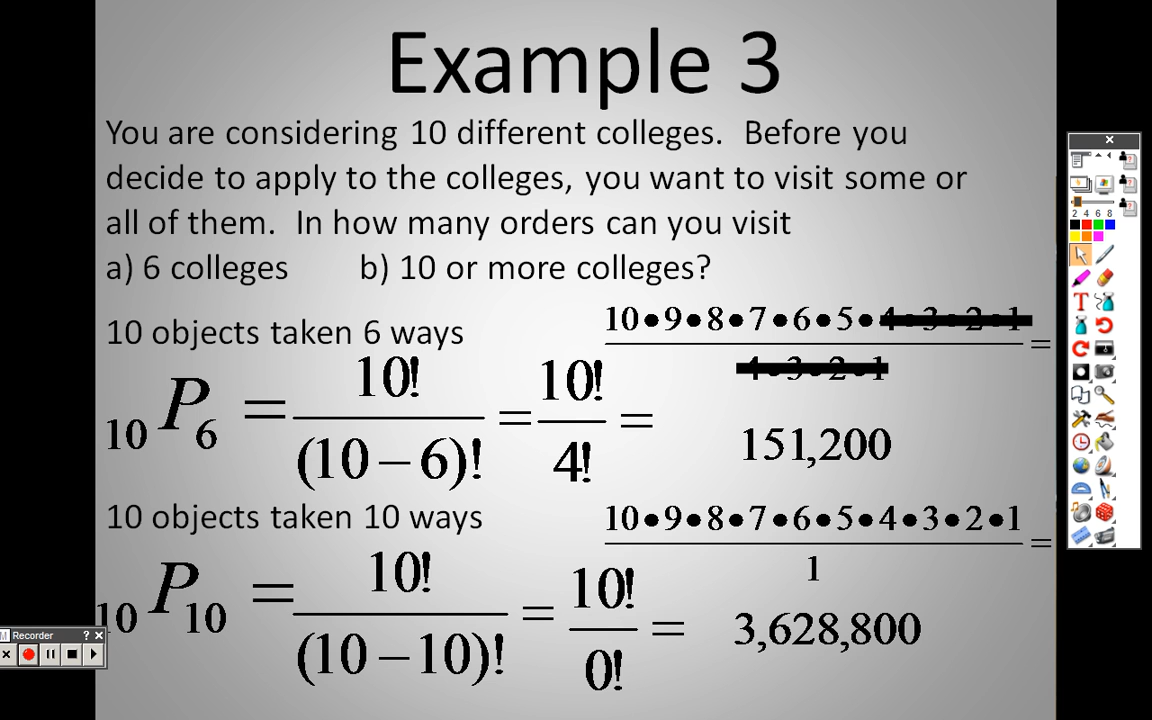 Example 3
You are considering 10 different colleges. Before you
decide to apply to the colleges, you want to visit some or
all of them. In how many orders can you visit
a) 6 colleges b) 10 or more colleges?
10 objects taken 6 ways
10•9•8•7•6•5•4•3•2•1 =
4•3•2•1
10P6 = 10! / (10−6)! = 10! / 4! =
151,200
10 objects taken 10 ways
10•9•8•7•6•5•4•3•2•1 =
1
10P10 = 10! / (10−10)! = 10! / 0! =
3,628,800
Recorder ? ×
2 4 6 8